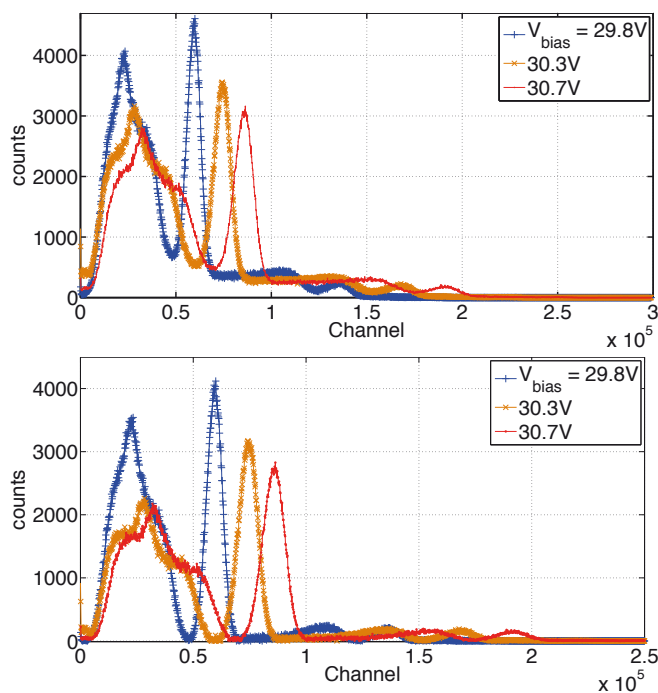 V_bias = 29.8V
30.3V
30.7V
4000
3000
2000
1000
0
counts
0 0.5 1 1.5 2 2.5 3
Channel
x 10^5
V_bias = 29.8V
30.3V
30.7V
4000
3000
2000
1000
0
counts
0 0.5 1 1.5 2 2.5
Channel
x 10^5